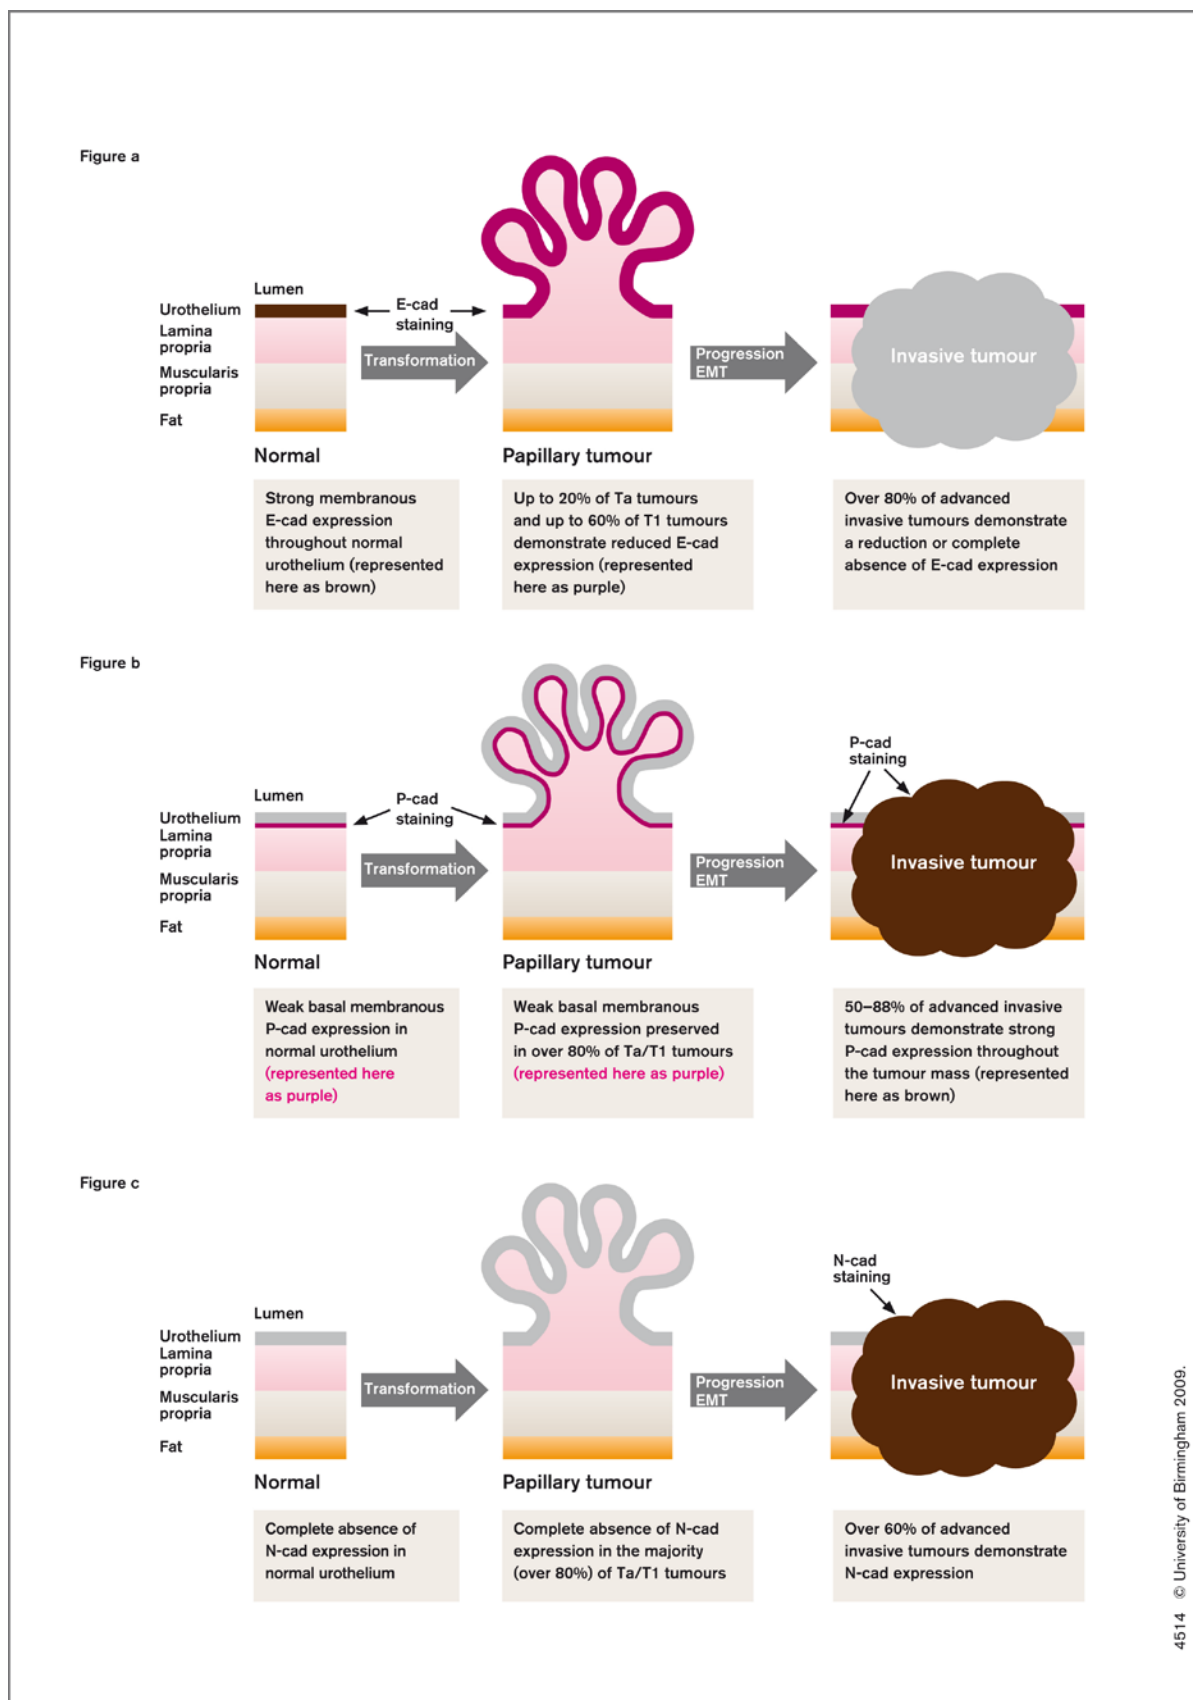 Figure a
Lumen
Urothelium
Lamina
propria
Muscularis
propria
Fat
E-cad
staining
Transformation
Progression
EMT
Invasive tumour
Normal
Papillary tumour
Strong membranous
E-cad expression
throughout normal
urothelium (represented
here as brown)
Up to 20% of Ta tumours
and up to 60% of T1 tumours
demonstrate reduced E-cad
expression (represented
here as purple)
Over 80% of advanced
invasive tumours demonstrate
a reduction or complete
absence of E-cad expression
Figure b
Lumen
Urothelium
Lamina
propria
Muscularis
propria
Fat
P-cad
staining
Transformation
Progression
EMT
P-cad
staining
Invasive tumour
Normal
Papillary tumour
Weak basal membranous
P-cad expression in
normal urothelium
(represented here
as purple)
Weak basal membranous
P-cad expression preserved
in over 80% of Ta/T1 tumours
(represented here as purple)
50–88% of advanced invasive
tumours demonstrate strong
P-cad expression throughout
the tumour mass (represented
here as brown)
Figure c
Lumen
Urothelium
Lamina
propria
Muscularis
propria
Fat
Transformation
Progression
EMT
N-cad
staining
Invasive tumour
Normal
Papillary tumour
Complete absence of
N-cad expression in
normal urothelium
Complete absence of N-cad
expression in the majority
(over 80%) of Ta/T1 tumours
Over 60% of advanced
invasive tumours demonstrate
N-cad expression
4514 © University of Birmingham 2009.